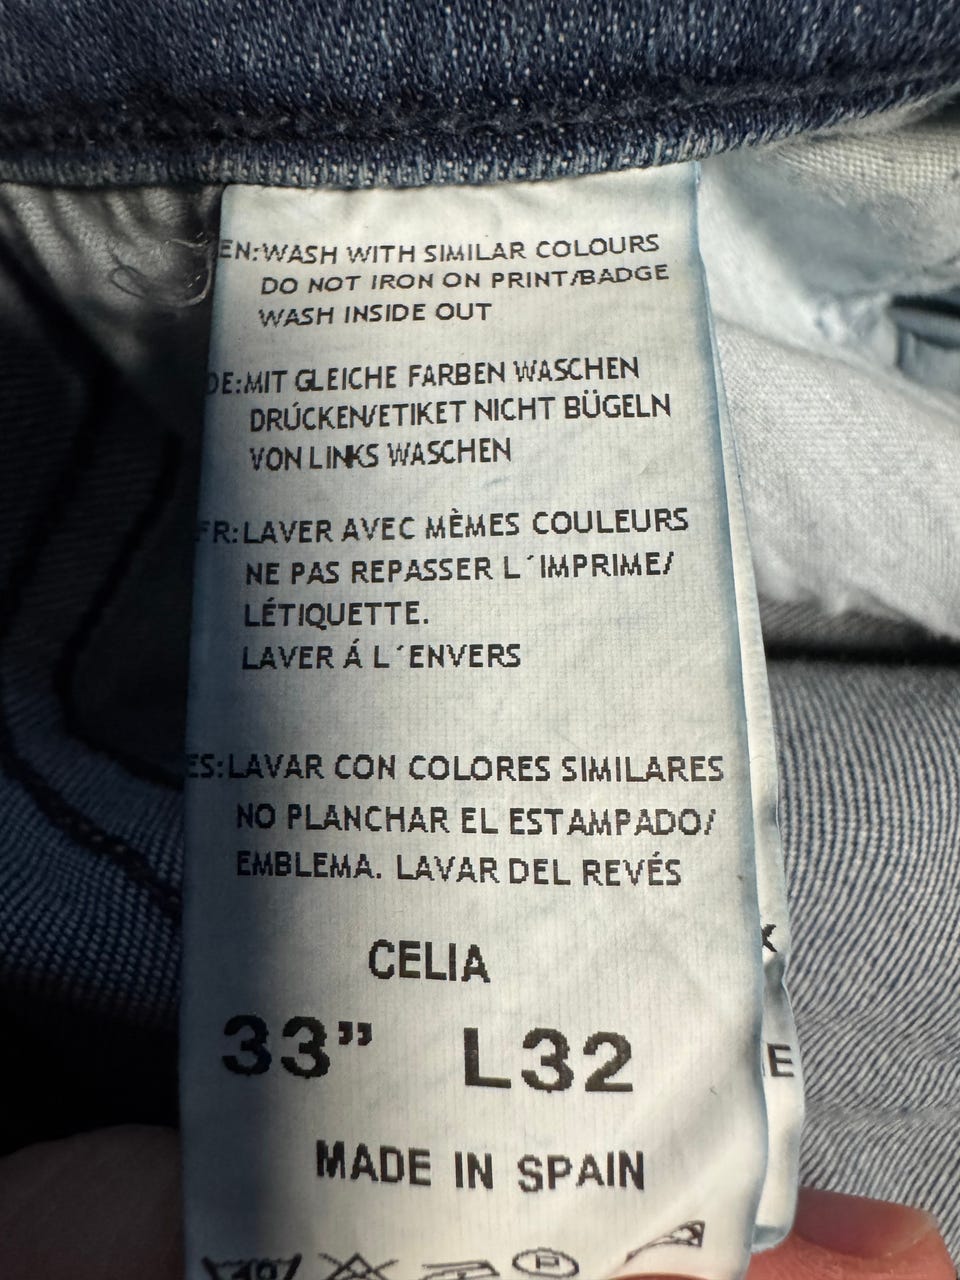 EN:WASH WITH SIMILAR COLOURS
DO NOT IRON ON PRINT/BADGE
WASH INSIDE OUT
DE:MIT GLEICHE FARBEN WASCHEN
DRÚCKEN/ETIKET NICHT BÜGELN
VON LINKS WASCHEN
FR:LAVER AVEC MÈMES COULEURS
NE PAS REPASSER L´IMPRIME/
LÉTIQUETTE.
LAVER Á L´ENVERS
ES:LAVAR CON COLORES SIMILARES
NO PLANCHAR EL ESTAMPADO/
EMBLEMA. LAVAR DEL REVÉS
CELIA
33” L32
MADE IN SPAIN
P